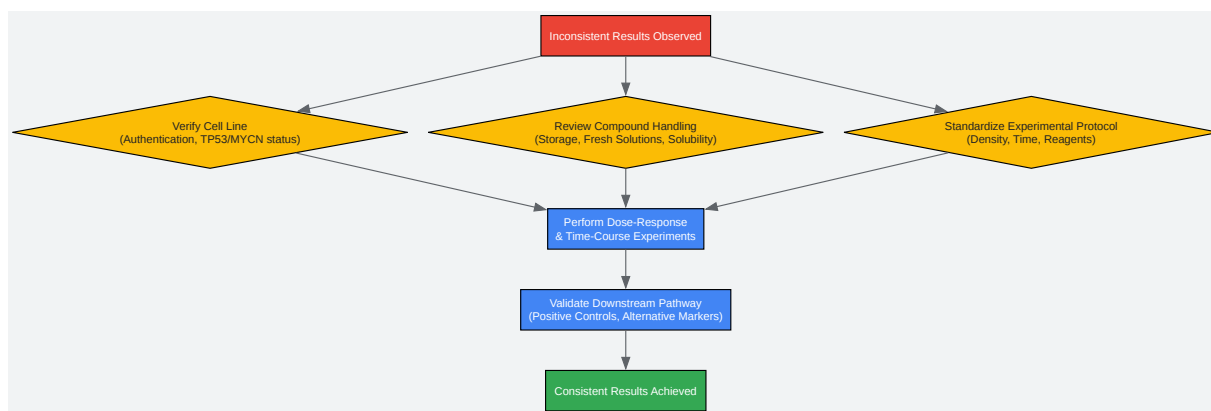 Inconsistent Results Observed
Verify Cell Line
(Authentication, TP53/MYCN status)
Review Compound Handling
(Storage, Fresh Solutions, Solubility)
Standardize Experimental Protocol
(Density, Time, Reagents)
Perform Dose-Response
& Time-Course Experiments
Validate Downstream Pathway
(Positive Controls, Alternative Markers)
Consistent Results Achieved